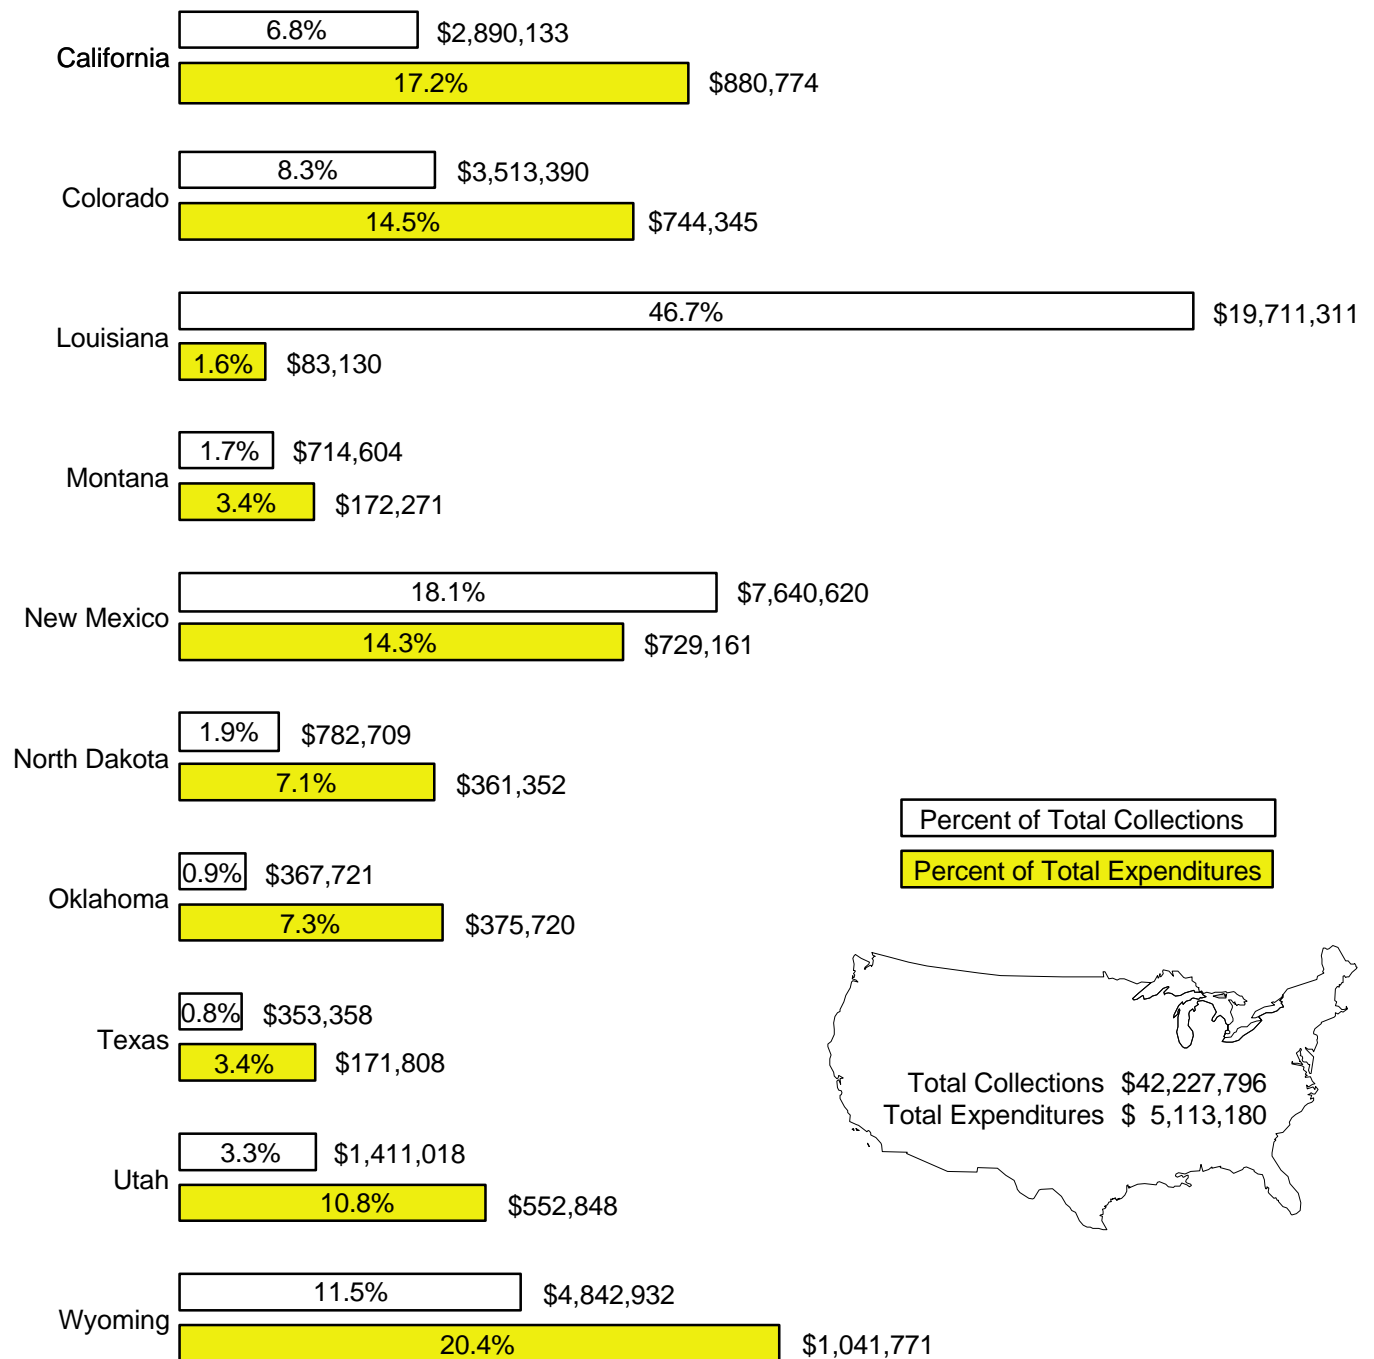 6.8% $2,890,133
California
17.2% $880,774
8.3% $3,513,390
Colorado
14.5% $744,345
46.7% $19,711,311
Louisiana
1.6% $83,130
1.7% $714,604
Montana
3.4% $172,271
18.1% $7,640,620
New Mexico
14.3% $729,161
1.9% $782,709
North Dakota
7.1% $361,352
Percent of Total Collections
Percent of Total Expenditures
0.9% $367,721
Oklahoma
7.3% $375,720
0.8% $353,358
Texas
3.4% $171,808
Total Collections $42,227,796
Total Expenditures $ 5,113,180
3.3% $1,411,018
Utah
10.8% $552,848
11.5% $4,842,932
Wyoming
20.4% $1,041,771